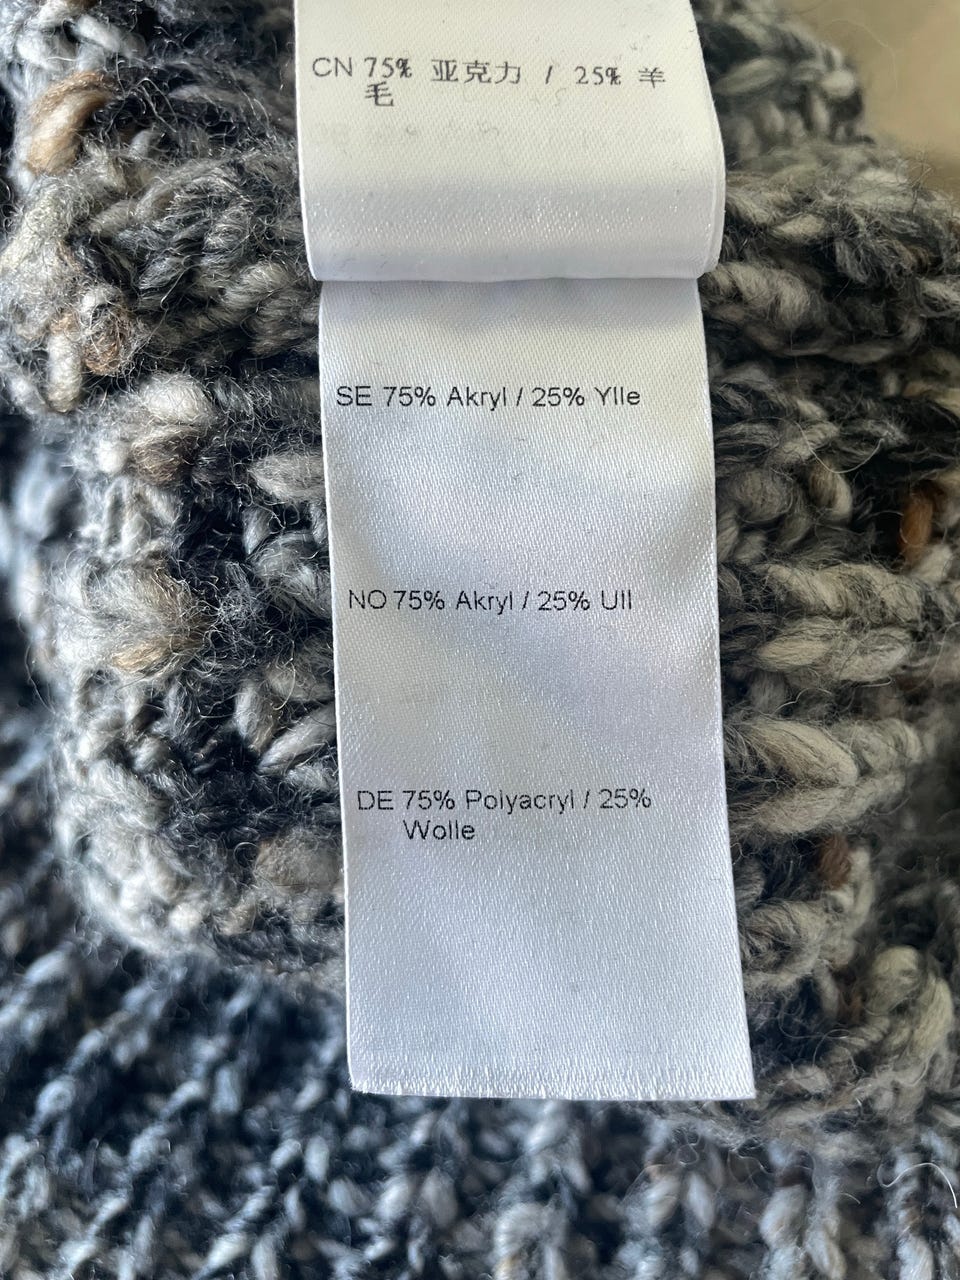 CN 75% 亚克力 / 25% 羊
毛
SE 75% Akryl / 25% Ylle
NO 75% Akryl / 25% Ull
DE 75% Polyacryl / 25%
Wolle